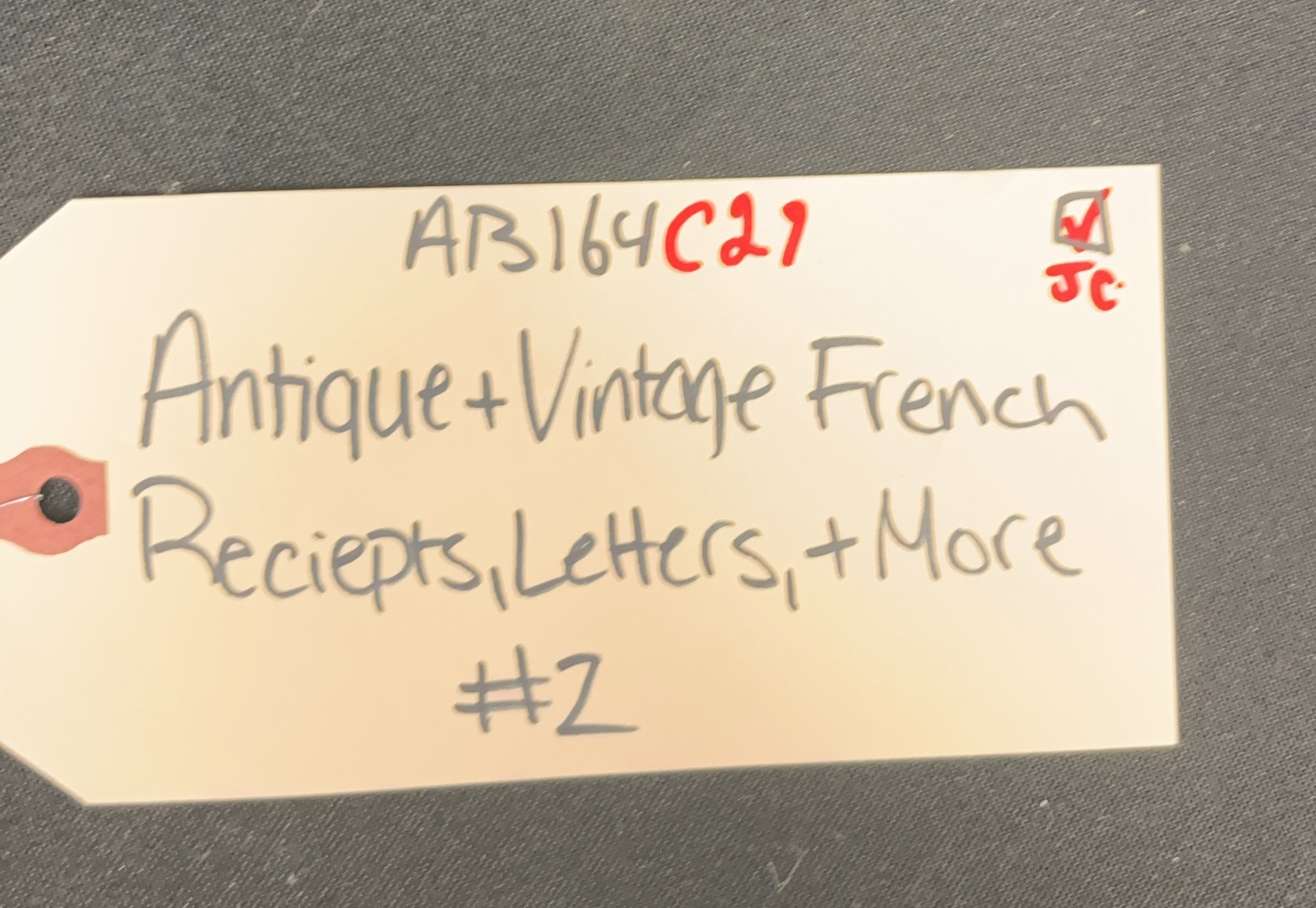 AB164C21
JC.
Antique+Vintage French
Reciepts, Letters, + More
#2